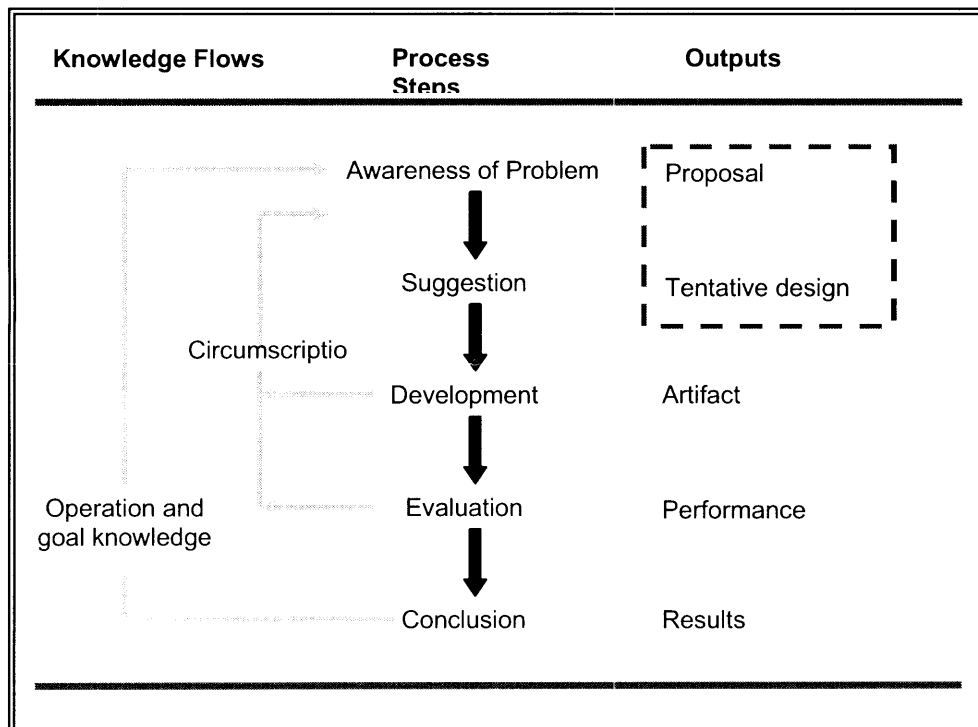 Knowledge Flows
Process
Steps
Outputs
Awareness of Problem
Proposal
Suggestion
Tentative design
Circumscriptio
Development
Artifact
Operation and
goal knowledge
Evaluation
Performance
Conclusion
Results